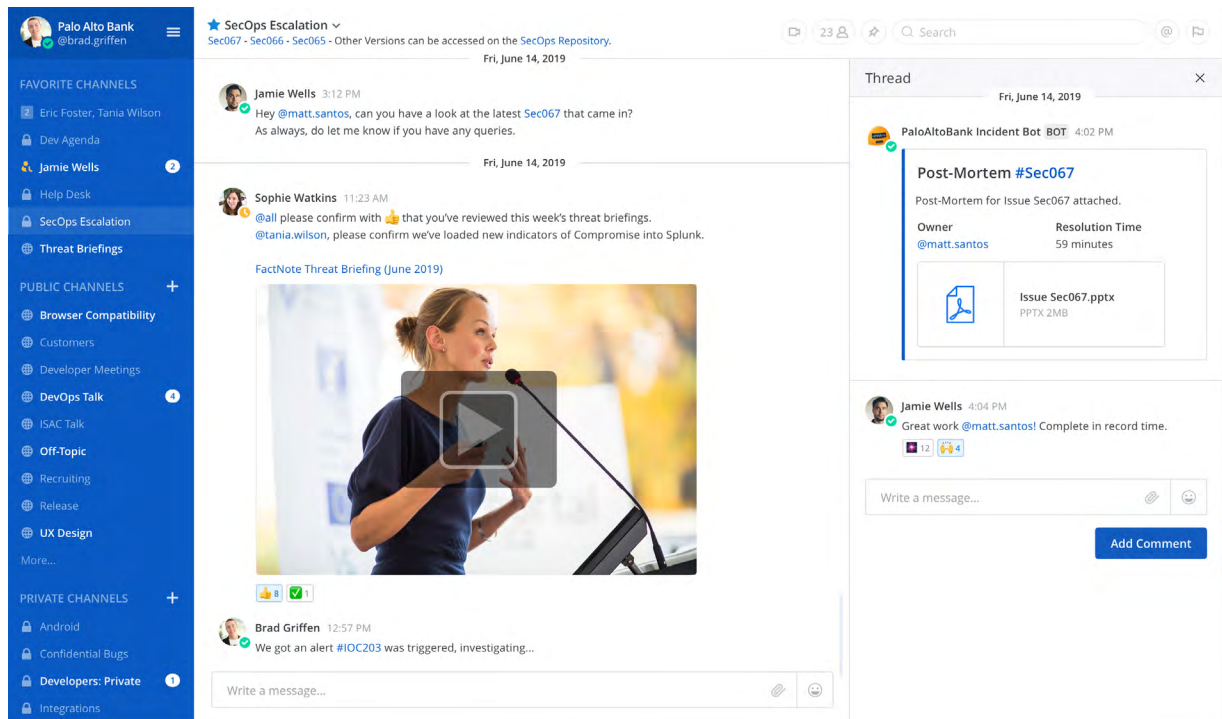 Palo Alto Bank
@brad.griffen
FAVORITE CHANNELS
2 Eric Foster, Tania Wilson
Dev Agenda
Jamie Wells 2
Help Desk
SecOps Escalation
Threat Briefings
PUBLIC CHANNELS +
Browser Compatibility
Customers
Developer Meetings
DevOps Talk 4
ISAC Talk
Off-Topic
Recruiting
Release
UX Design
More...
PRIVATE CHANNELS +
Android
Confidential Bugs
Developers: Private 1
Integrations
SecOps Escalation
Sec067 - Sec066 - Sec065 - Other Versions can be accessed on the SecOps Repository.
23
Search
@
Fri, June 14, 2019
Jamie Wells 3:12 PM
Hey @matt.santos, can you have a look at the latest Sec067 that came in?
As always, do let me know if you have any queries.
Fri, June 14, 2019
Sophie Watkins 11:23 AM
@all please confirm with 👍 that you've reviewed this week's threat briefings.
@tania.wilson, please confirm we've loaded new indicators of Compromise into Splunk.
FactNote Threat Briefing (June 2019)
8 1
Brad Griffen 12:57 PM
We got an alert #IOC203 was triggered, investigating...
Write a message...
Thread
Fri, June 14, 2019
PaloAltoBank Incident Bot BOT 4:02 PM
Post-Mortem #Sec067
Post-Mortem for Issue Sec067 attached.
Owner Resolution Time
@matt.santos 59 minutes
Issue Sec067.pptx
PPTX 2MB
Jamie Wells 4:04 PM
Great work @matt.santos! Complete in record time.
12 4
Write a message...
Add Comment